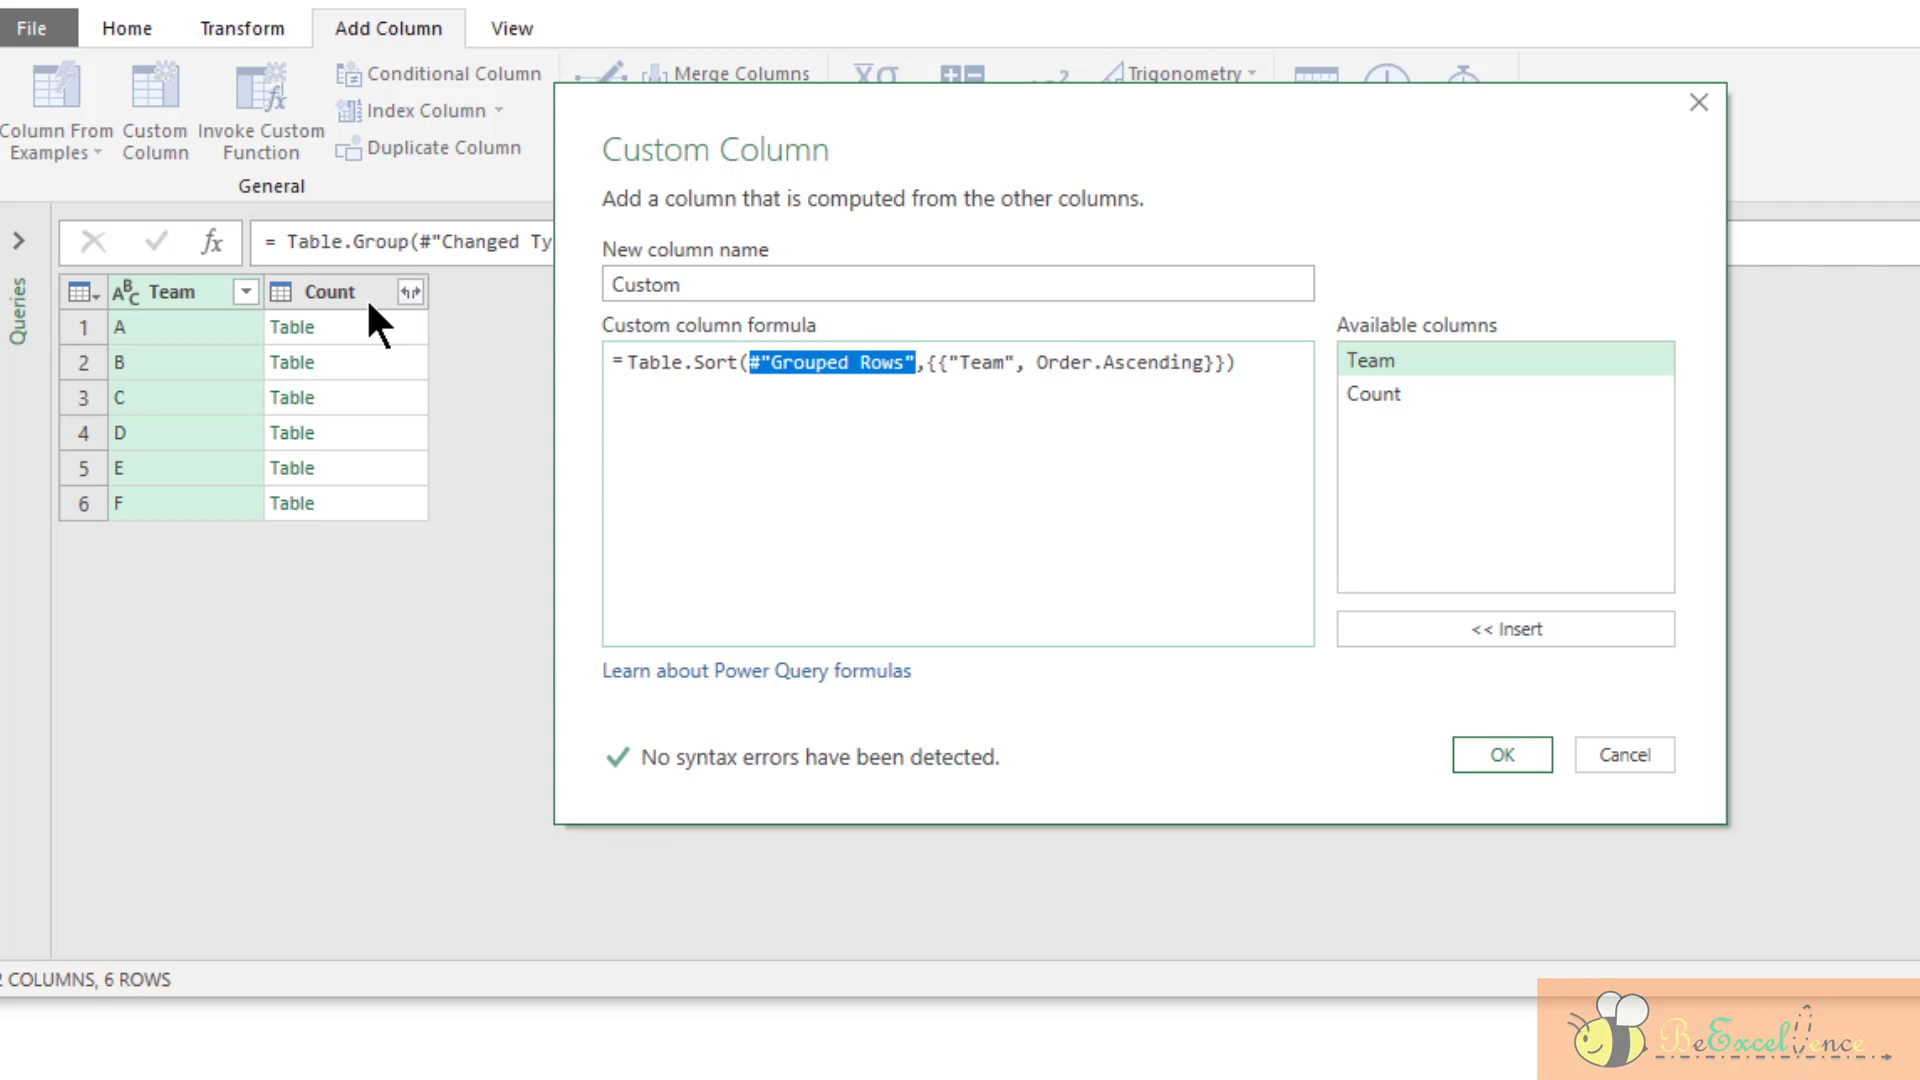 File
Home
Transform
Add Column
View
Column From
Examples
Custom
Column
Invoke Custom
Function
Conditional Column
Index Column
Duplicate Column
General
Merge Columns
Trigonometry
fx
= Table.Group(#"Changed Ty
Queries
Team
Count
1 A Table
2 B Table
3 C Table
4 D Table
5 E Table
6 F Table
Custom Column
Add a column that is computed from the other columns.
New column name
Custom
Custom column formula
=Table.Sort(#"Grouped Rows",{{"Team", Order.Ascending}})
Available columns
Team
Count
<< Insert
Learn about Power Query formulas
No syntax errors have been detected.
OK
Cancel
COLUMNS, 6 ROWS
BeExcelVence